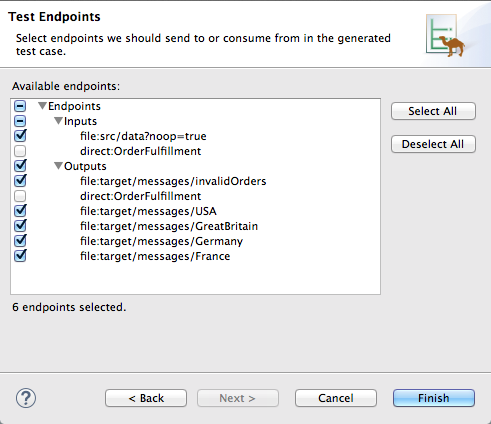 Test Endpoints
Select endpoints we should send to or consume from in the generated
test case.
Available endpoints:
Endpoints
Inputs
file:src/data?noop=true
direct:OrderFulfillment
Outputs
file:target/messages/invalidOrders
direct:OrderFulfillment
file:target/messages/USA
file:target/messages/GreatBritain
file:target/messages/Germany
file:target/messages/France
Select All
Deselect All
6 endpoints selected.
?
< Back
Next >
Cancel
Finish